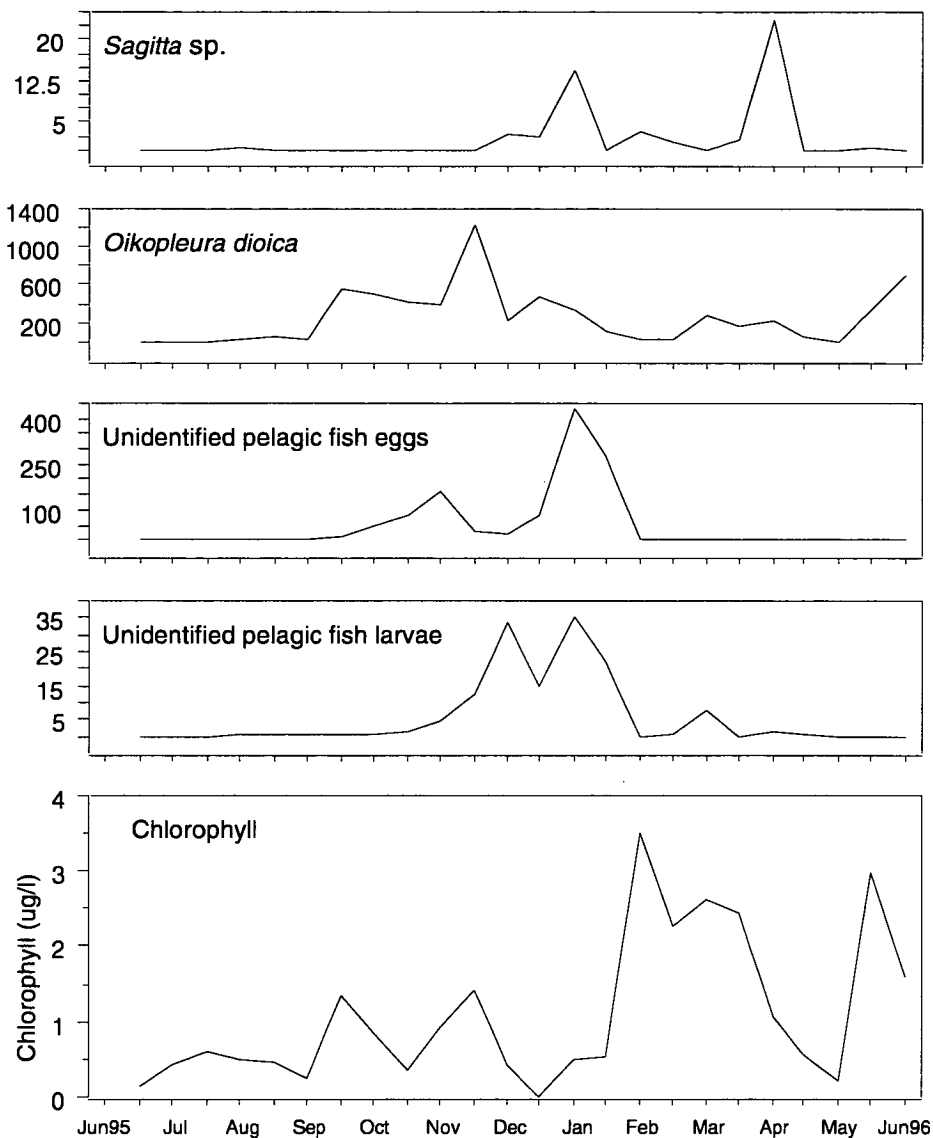 20
Sagitta sp.
12.5
5
1400
Oikopleura dioica
1000
600
200
400
Unidentified pelagic fish eggs
250
100
35
Unidentified pelagic fish larvae
25
15
5
4
Chlorophyll
3
2
1
0
Chlorophyll (ug/l)
Jun95 Jul Aug Sep Oct Nov Dec Jan Feb Mar Apr May Jun96